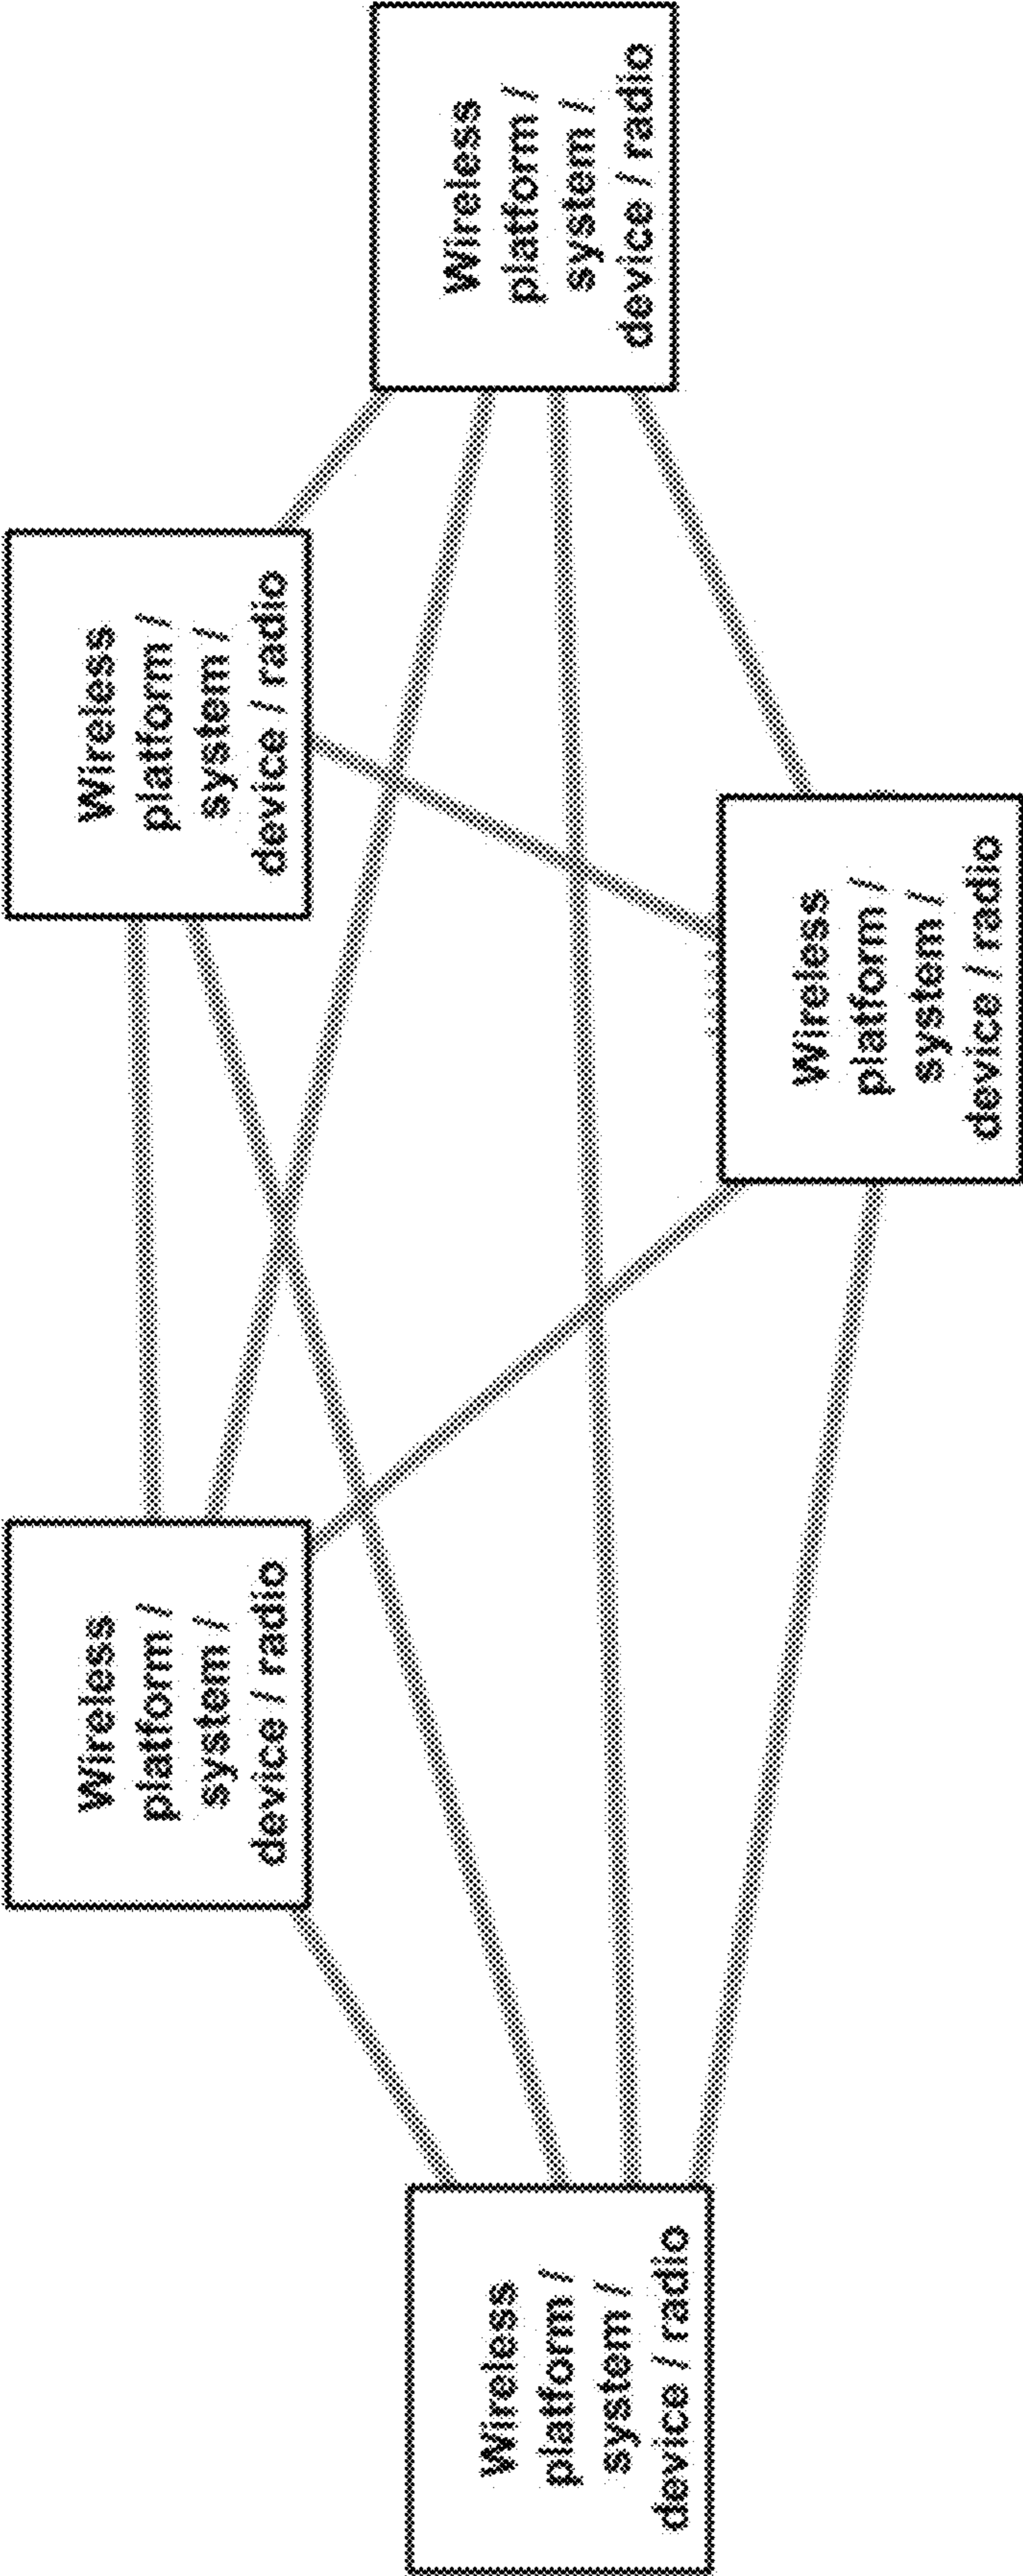 Wireless
platform /
system /
device / radio
Wireless
platform /
system /
device / radio
Wireless
platform /
system /
device / radio
Wireless
platform /
system /
device / radio
Wireless
platform /
system /
device / radio